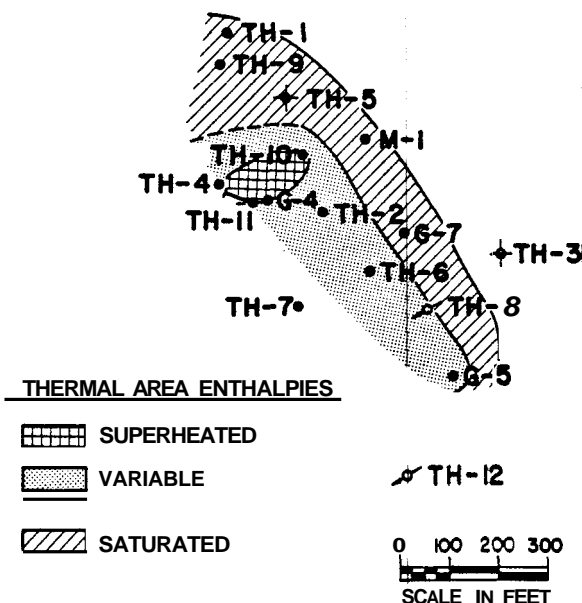 TH-1
TH-9
TH-5
M-1
TH-10
TH-4
G-4
TH-11
TH-2
G-7
TH-3
TH-6
TH-7
TH-8
G-5
THERMAL AREA ENTHALPIES
SUPERHEATED
VARIABLE
TH-12
SATURATED
0 100 200 300
SCALE IN FEET